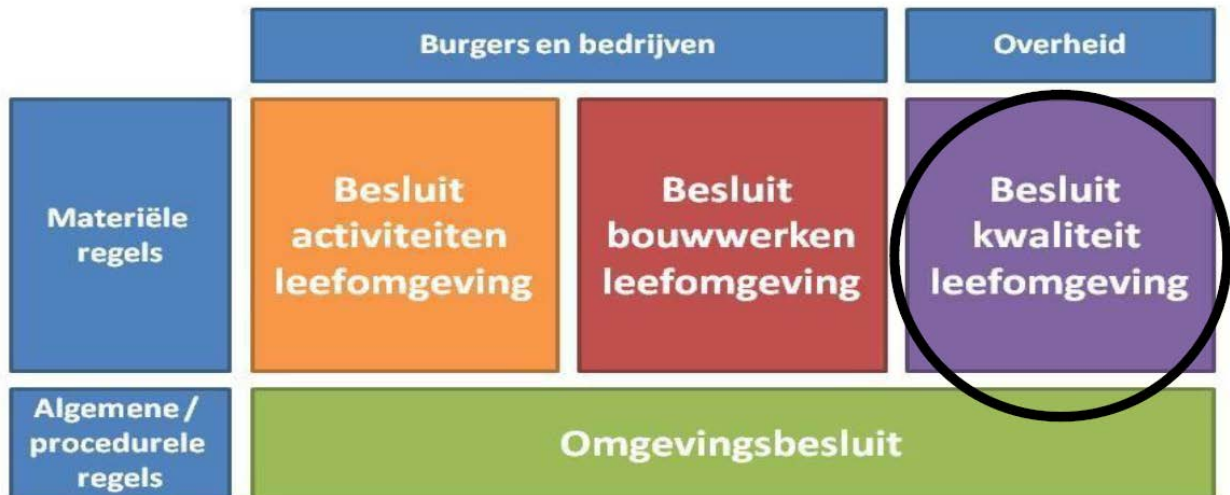 Burgers en bedrijven
Overheid
Materiële
regels
Besluit
activiteiten
leefomgeving
Besluit
bouwwerken
leefomgeving
Besluit
kwaliteit
leefomgeving
Algemene /
procedurele
regels
Omgevingsbesluit